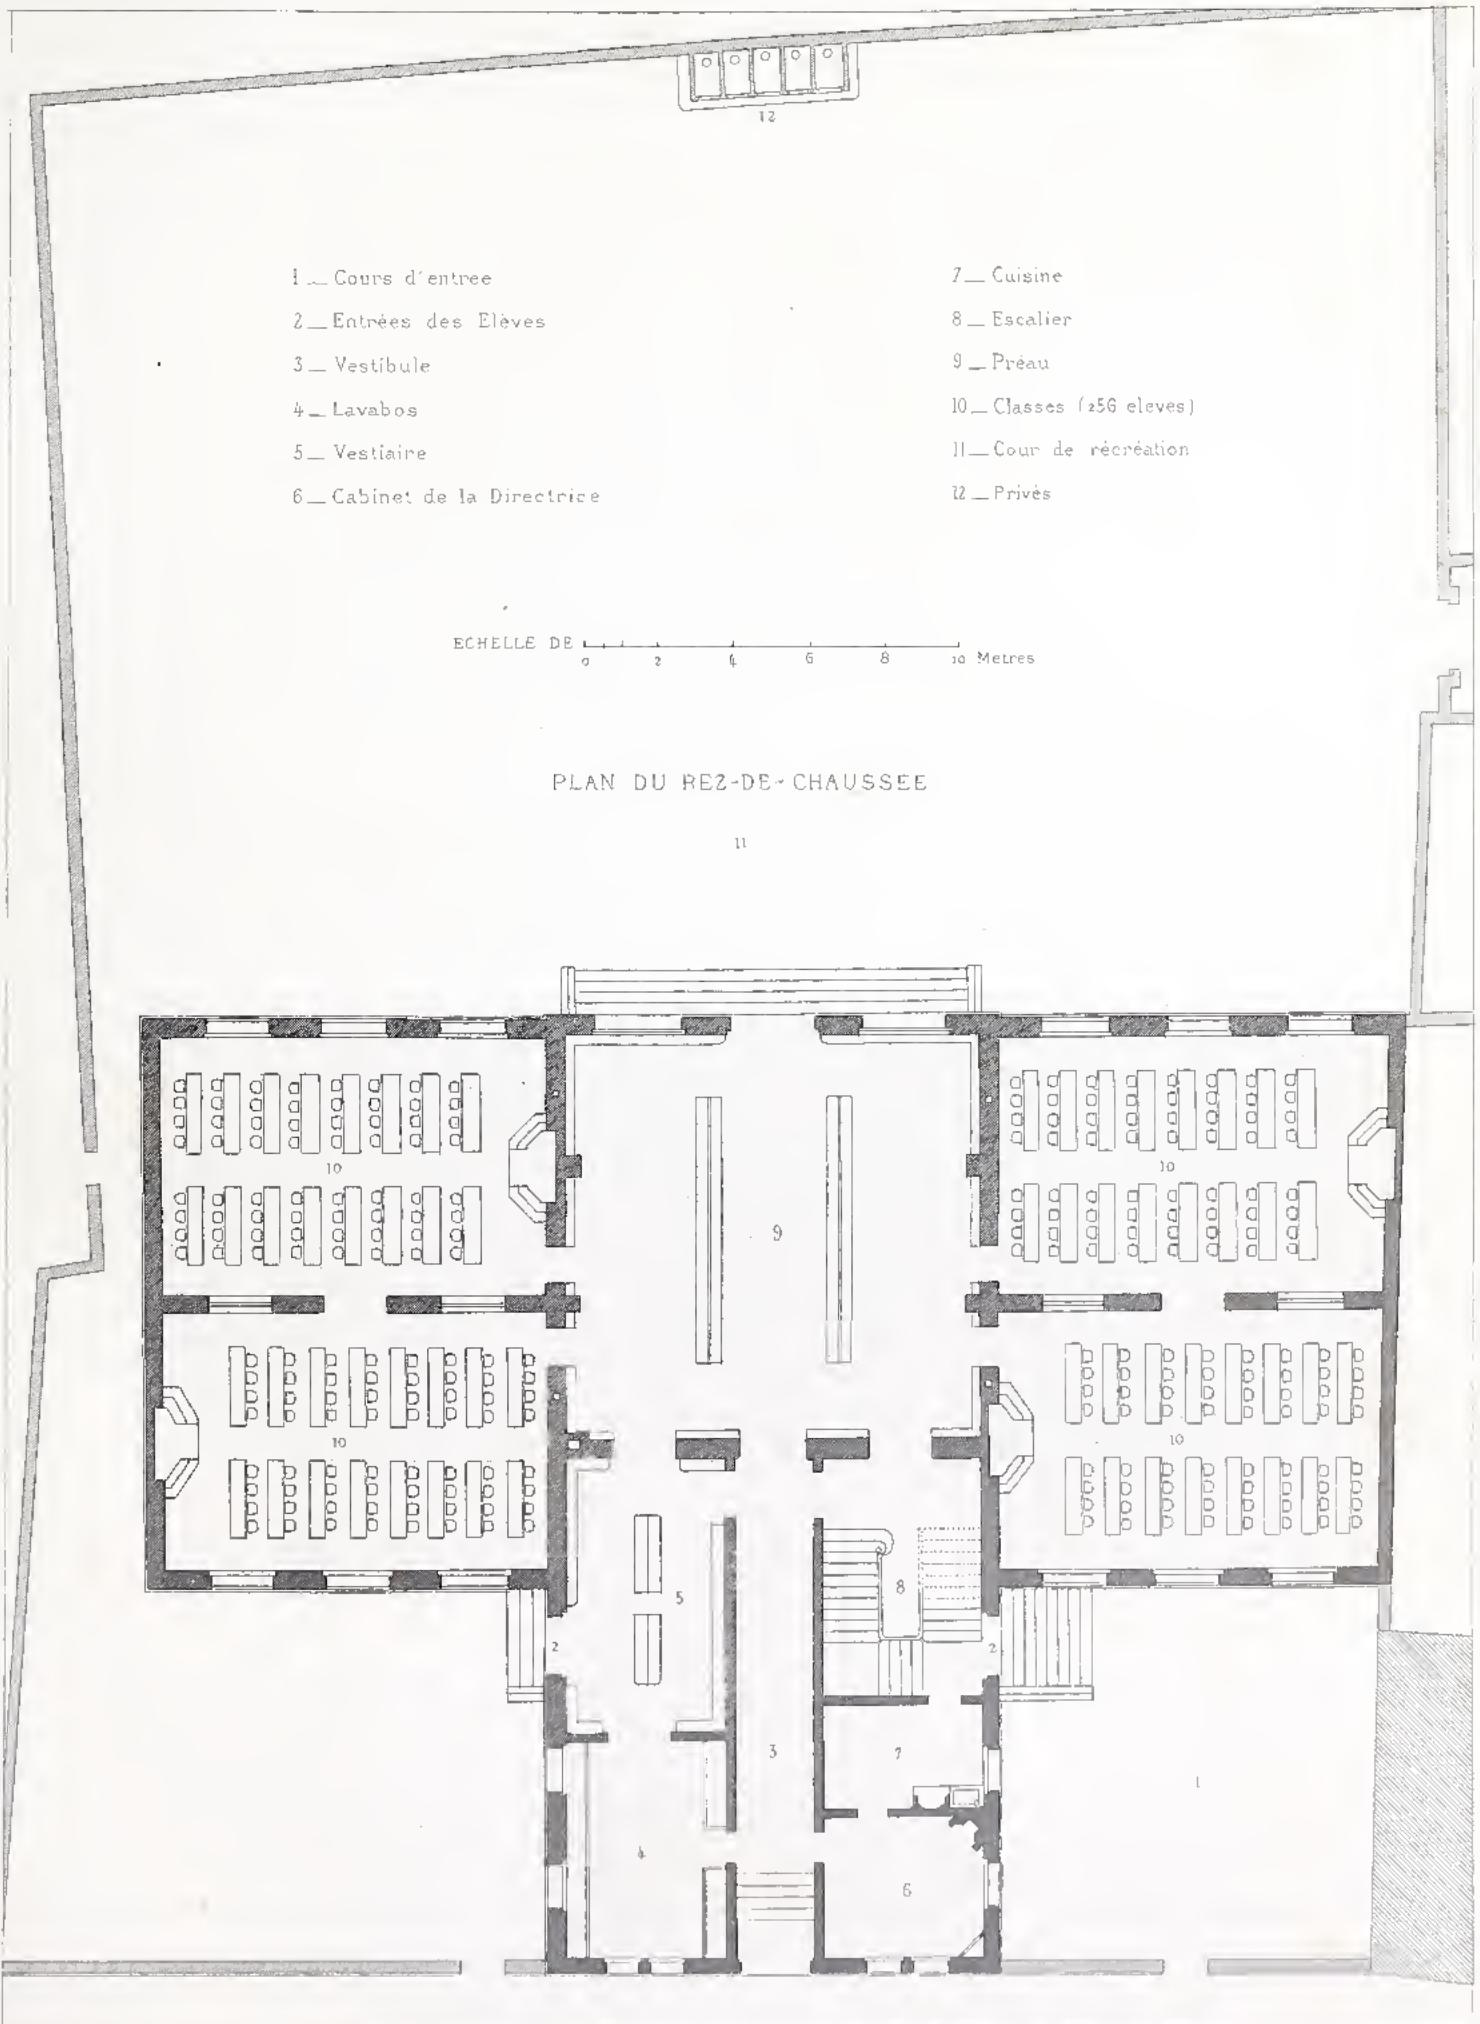 12
1 _ Cours d'entree
2 _ Entrées des Elèves
3 _ Vestibule
4 _ Lavabos
5 _ Vestiaire
6 _ Cabinet de la Directrice
7 _ Cuisine
8 _ Escalier
9 _ Préau
10 _ Classes (256 eleves)
11 _ Cour de récréation
12 _ Privés
ECHELLE DE
0 2 4 6 8 10 Metres
PLAN DU REZ-DE-CHAUSSEE
11
10
10
9
10
10
8
5
2
2
3
7
1
4
6